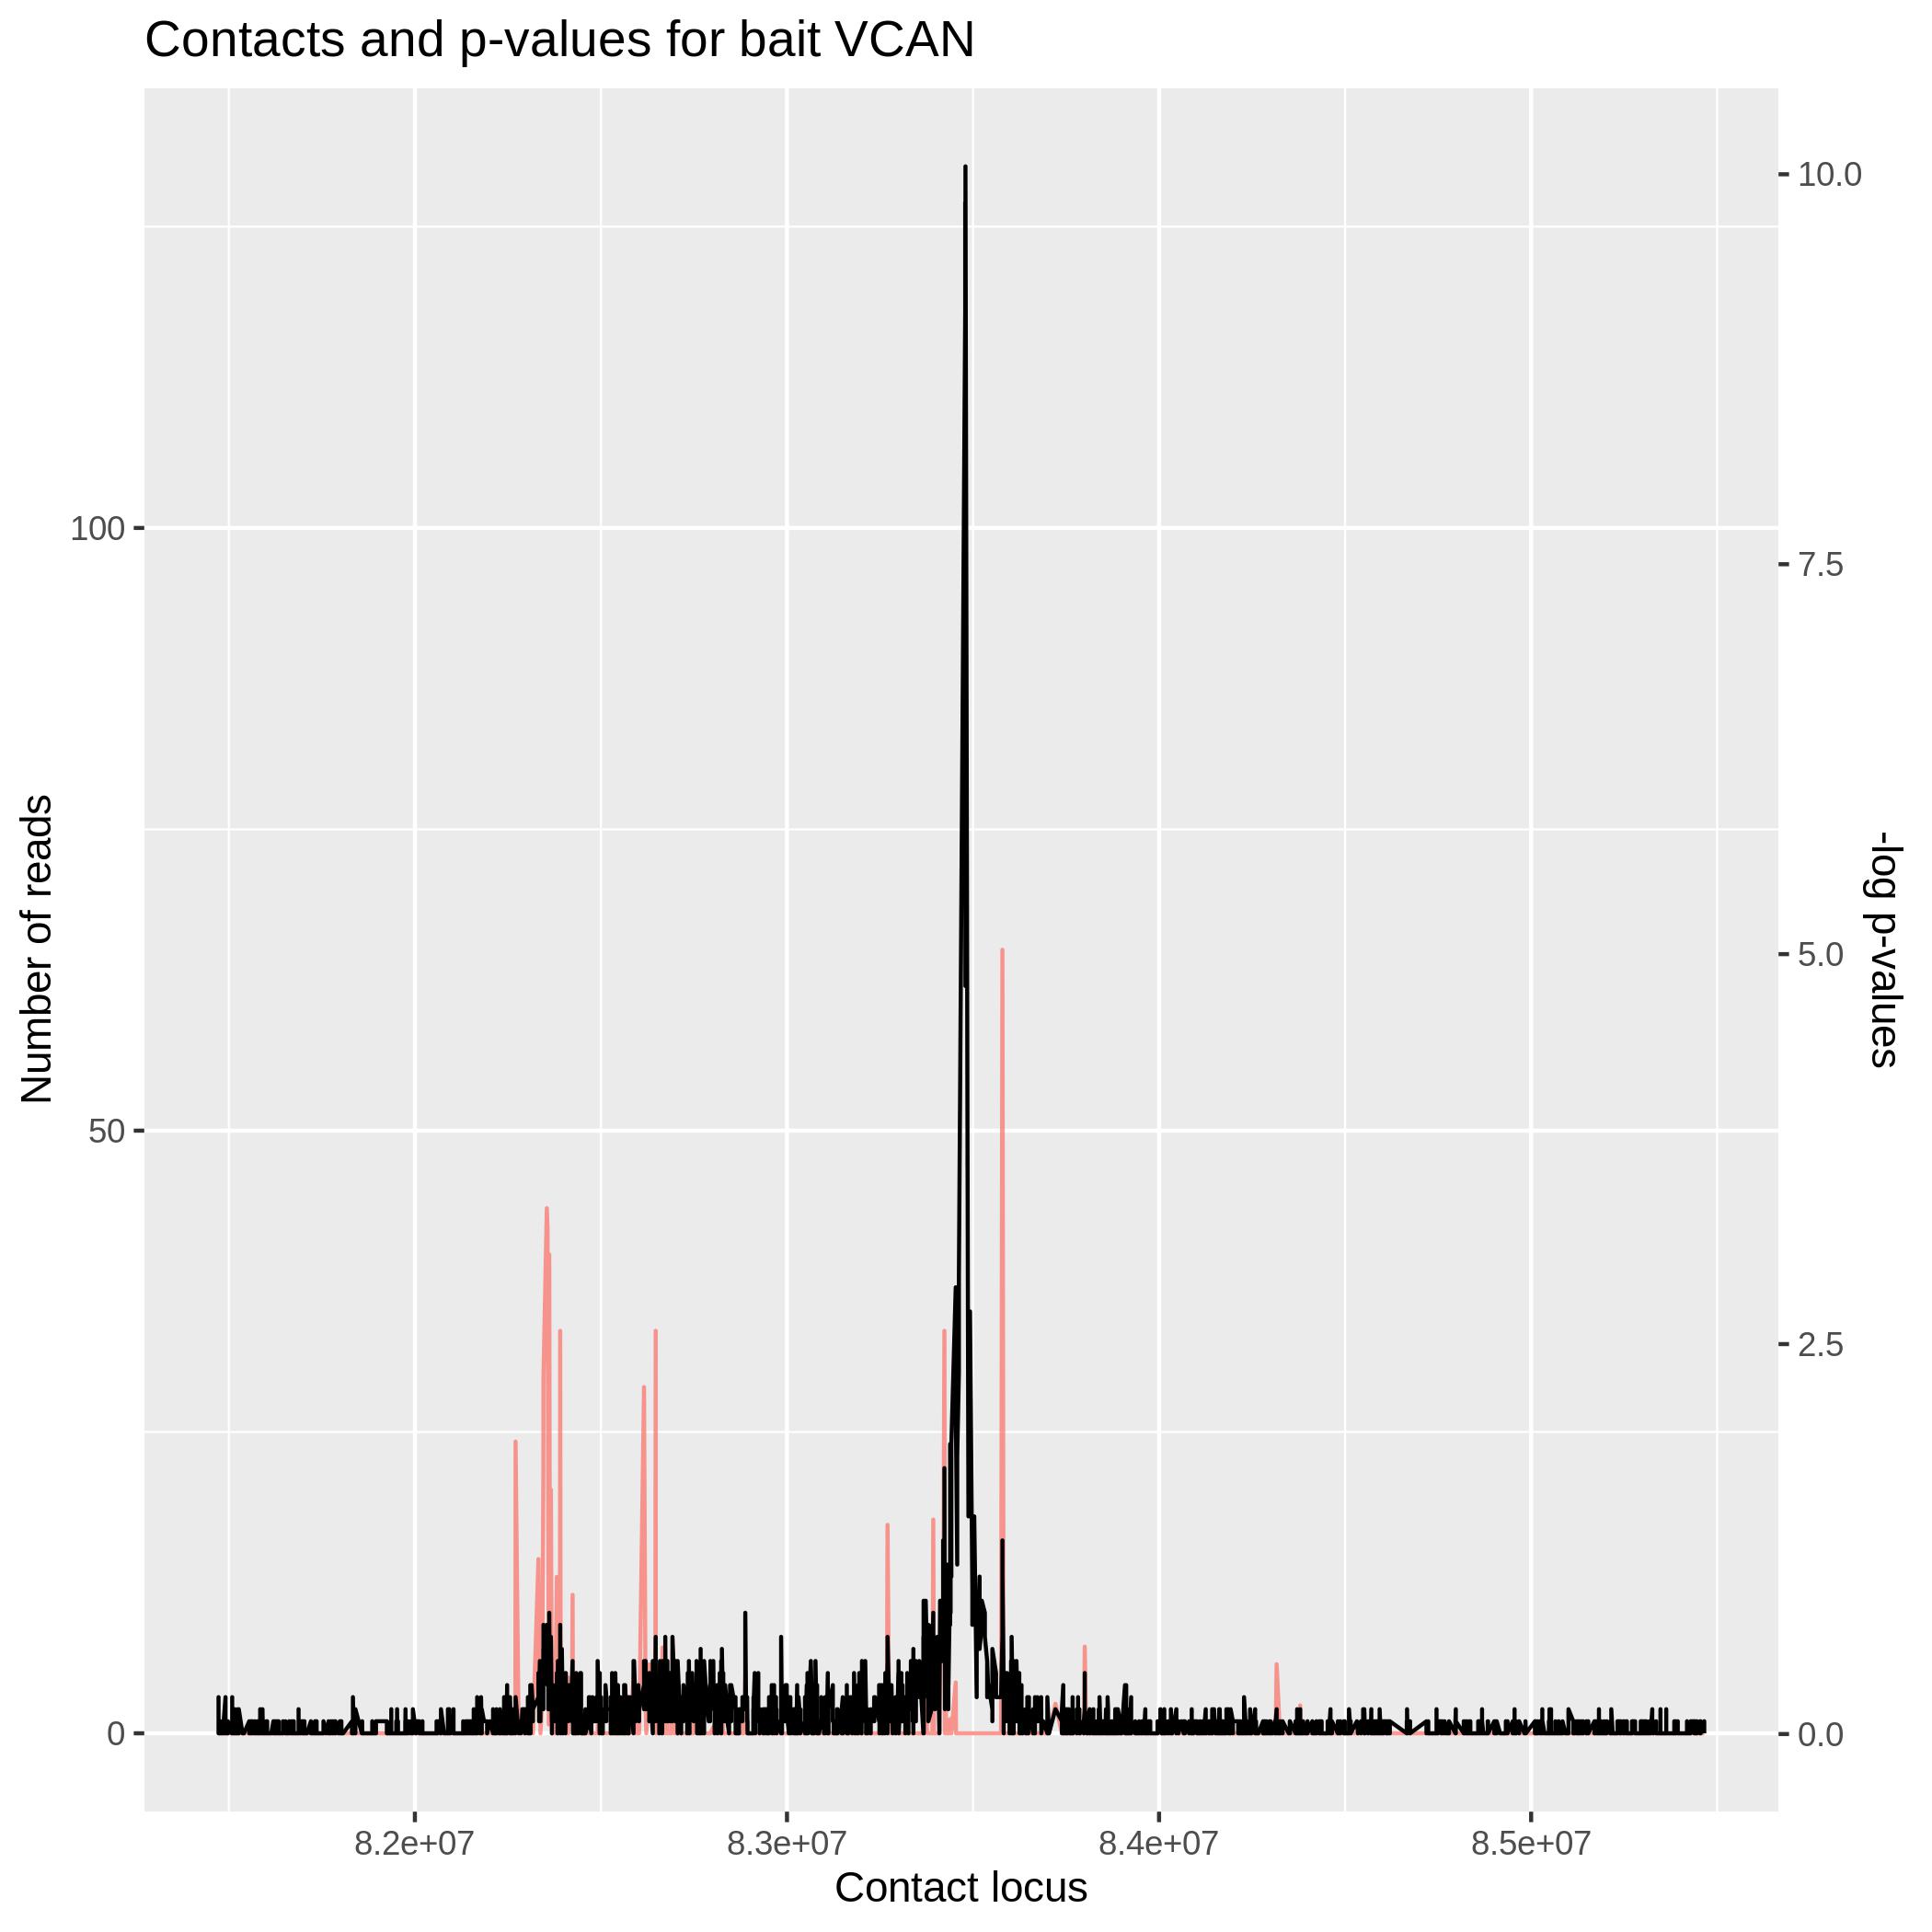 Contacts and p-values for bait VCAN
Number of reads
100
50
0
10.0
7.5
5.0
2.5
0.0
-log p-values
8.2e+07
8.3e+07
8.4e+07
8.5e+07
Contact locus